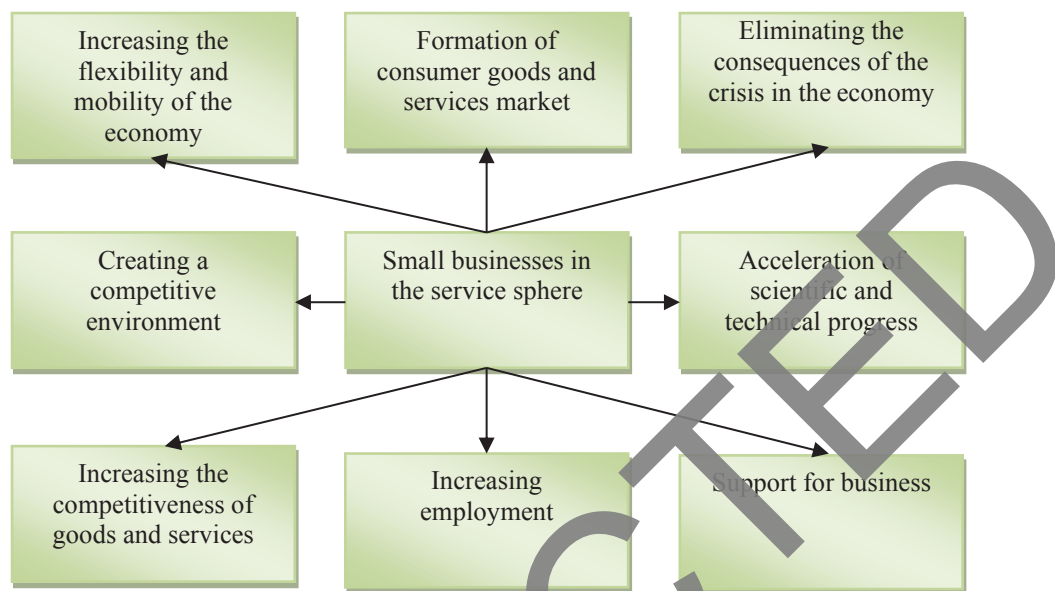 Increasing the
flexibility and
mobility of the
economy
Formation of
consumer goods and
services market
Eliminating the
consequences of the
crisis in the economy
Creating a
competitive
environment
Small businesses in
the service sphere
Acceleration of
scientific and
technical progress
Increasing the
competitiveness of
goods and services
Increasing
employment
Support for business
CTED